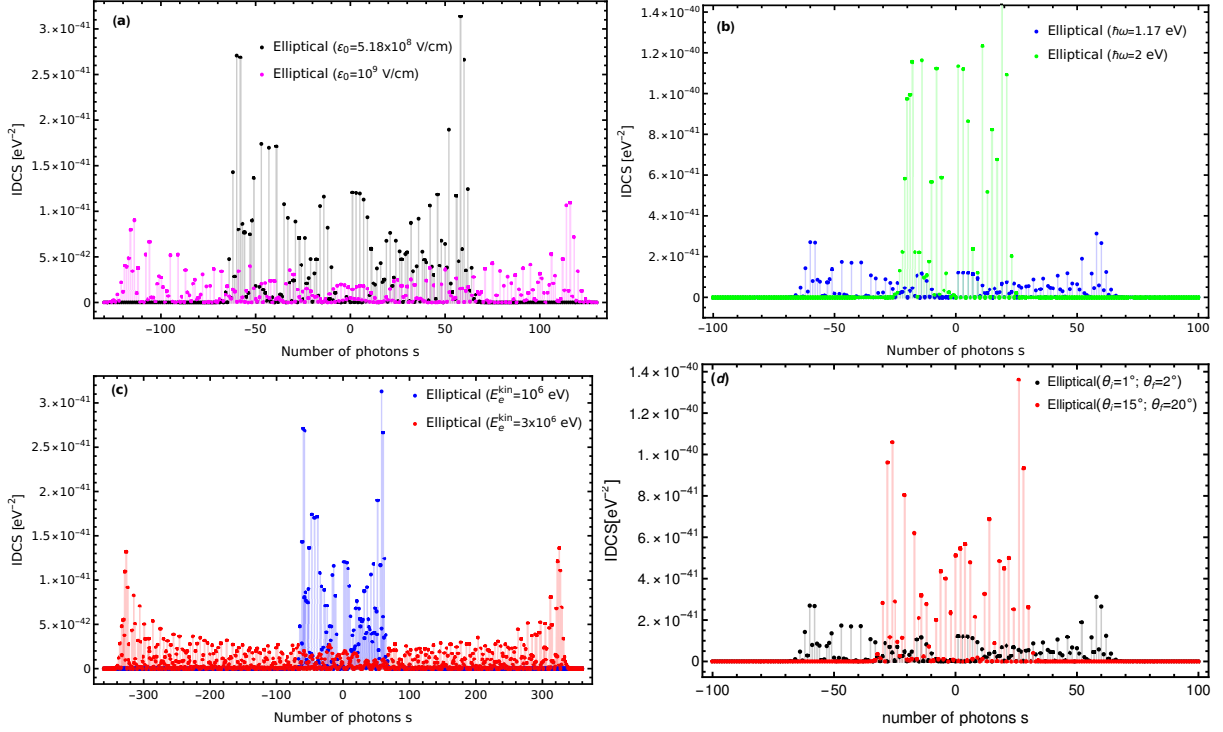 (a)
Elliptical (ε₀=5.18x10⁸ V/cm)
Elliptical (ε₀=10⁹ V/cm)
IDCS [eV⁻²]
3.×10⁻⁴¹
2.5×10⁻⁴¹
2.×10⁻⁴¹
1.5×10⁻⁴¹
1.×10⁻⁴¹
5.×10⁻⁴²
0
−100 −50 0 50 100
Number of photons s
(b)
Elliptical (ħω=1.17 eV)
Elliptical (ħω=2 eV)
IDCS [eV⁻²]
1.4×10⁻⁴⁰
1.2×10⁻⁴⁰
1.×10⁻⁴⁰
8.×10⁻⁴¹
6.×10⁻⁴¹
4.×10⁻⁴¹
2.×10⁻⁴¹
0
−100 −50 0 50 100
Number of photons s
(c)
Elliptical (Eₑᵏⁱⁿ=10⁶ eV)
Elliptical (Eₑᵏⁱⁿ=3x10⁶ eV)
IDCS [eV⁻²]
3.×10⁻⁴¹
2.5×10⁻⁴¹
2.×10⁻⁴¹
1.5×10⁻⁴¹
1.×10⁻⁴¹
5.×10⁻⁴²
0
−300 −200 −100 0 100 200 300
Number of photons s
(d)
Elliptical(θᵢ=1°; θ_f=2°)
Elliptical(θᵢ=15°; θ_f=20°)
IDCS[eV⁻²]
1.4×10⁻⁴⁰
1.2×10⁻⁴⁰
1.×10⁻⁴⁰
8.×10⁻⁴¹
6.×10⁻⁴¹
4.×10⁻⁴¹
2.×10⁻⁴¹
0
−100 −50 0 50 100
number of photons s